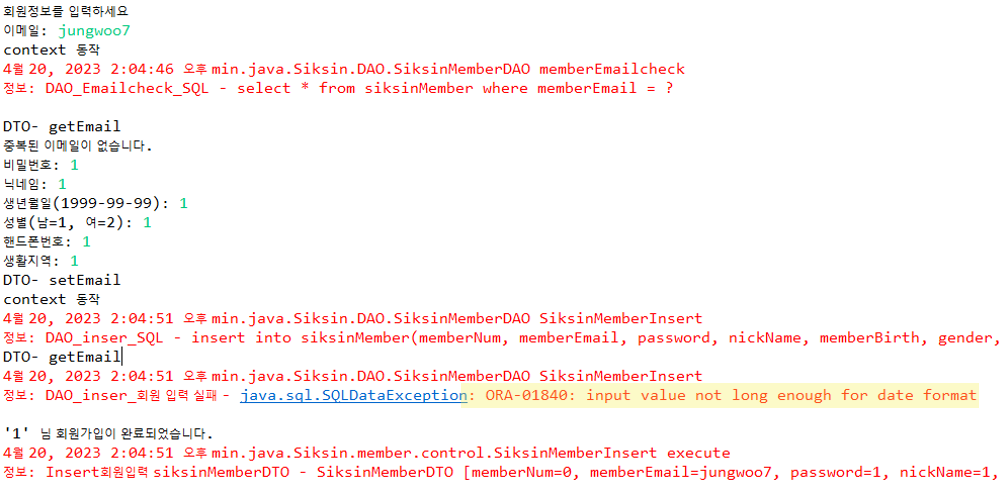 회원정보를 입력하세요
이메일: jungwoo7
context 동작
4월 20, 2023 2:04:46 오후 min.java.Siksin.DAO.SiksinMemberDAO memberEmailcheck
정보: DAO_Emailcheck_SQL - select * from siksinMember where memberEmail = ?
DTO- getEmail
중복된 이메일이 없습니다.
비밀번호: 1
닉네임: 1
생년월일(1999-99-99): 1
성별(남=1, 여=2): 1
핸드폰번호: 1
생활지역: 1
DTO- setEmail
context 동작
4월 20, 2023 2:04:51 오후 min.java.Siksin.DAO.SiksinMemberDAO SiksinMemberInsert
정보: DAO_inser_SQL - insert into siksinMember(memberNum, memberEmail, password, nickName, memberBirth, gender,
DTO- getEmail
4월 20, 2023 2:04:51 오후 min.java.Siksin.DAO.SiksinMemberDAO SiksinMemberInsert
정보: DAO_inser_회원 입력 실패 - java.sql.SQLDataException: ORA-01840: input value not long enough for date format
'1' 님 회원가입이 완료되었습니다.
4월 20, 2023 2:04:51 오후 min.java.Siksin.member.control.SiksinMemberInsert execute
정보: Insert회원입력 siksinMemberDTO - SiksinMemberDTO [memberNum=0, memberEmail=jungwoo7, password=1, nickName=1,